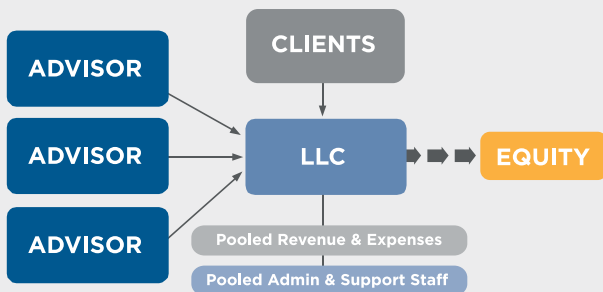 CLIENTS
ADVISOR
ADVISOR
LLC
EQUITY
ADVISOR
Pooled Revenue & Expenses
Pooled Admin & Support Staff